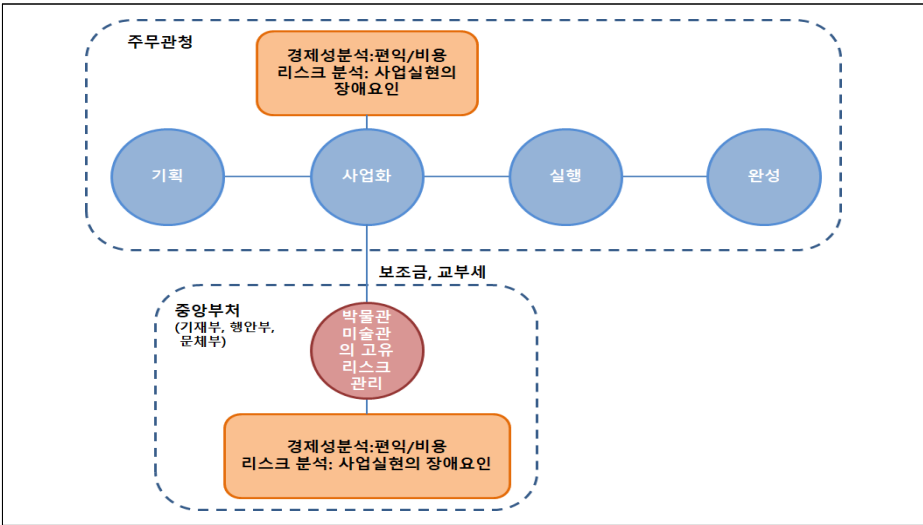 주무관청
경제성분석:편익/비용
리스크 분석: 사업실현의
장애요인
기획
사업화
실행
완성
보조금, 교부세
중앙부처
(기재부, 행안부,
문체부)
박물관
미술관
의 고유
리스크
관리
경제성분석:편익/비용
리스크 분석: 사업실현의 장애요인